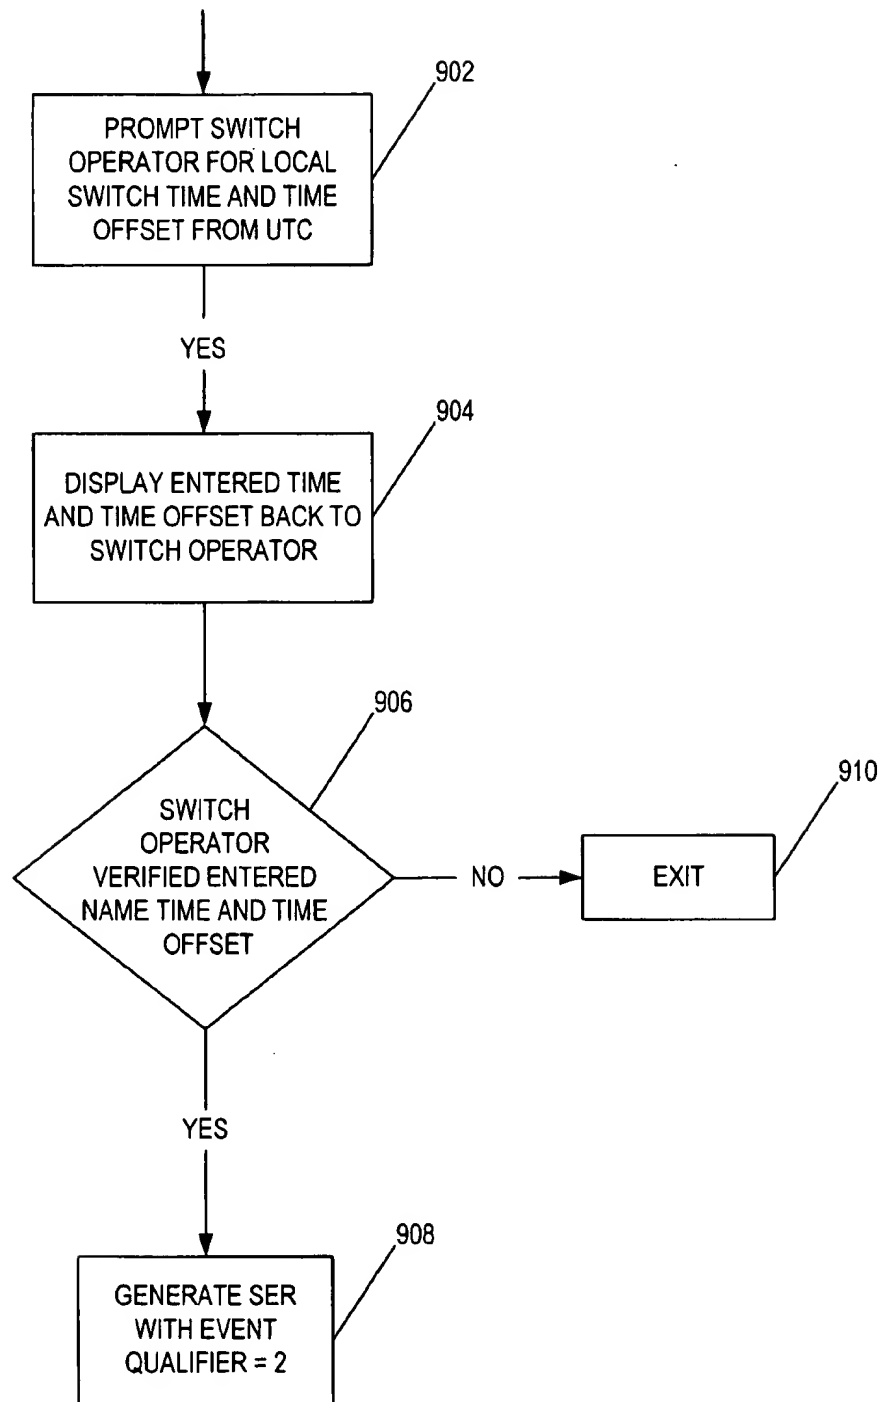 902
PROMPT SWITCH
OPERATOR FOR LOCAL
SWITCH TIME AND TIME
OFFSET FROM UTC
YES
904
DISPLAY ENTERED TIME
AND TIME OFFSET BACK TO
SWITCH OPERATOR
906
SWITCH
OPERATOR
VERIFIED ENTERED
NAME TIME AND TIME
OFFSET
NO
910
EXIT
YES
908
GENERATE SER
WITH EVENT
QUALIFIER = 2